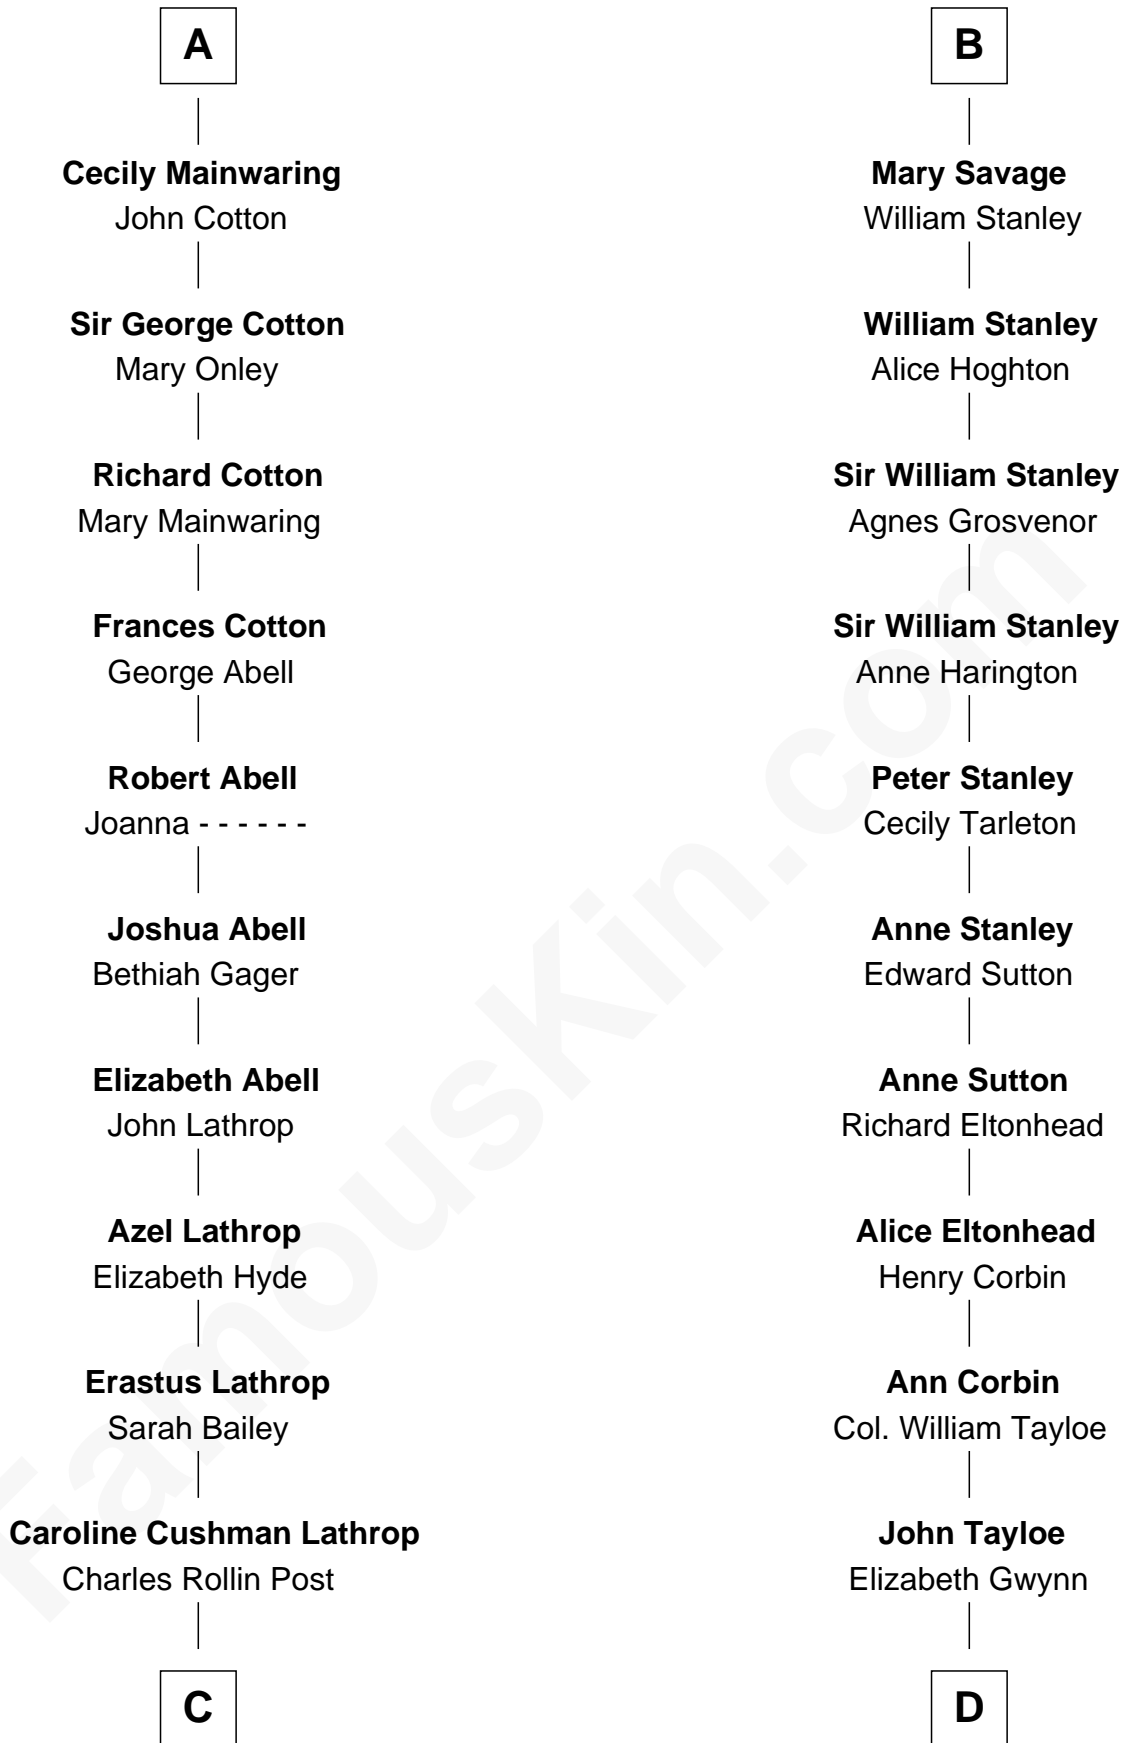 A
Cecily Mainwaring
John Cotton
Sir George Cotton
Mary Onley
Richard Cotton
Mary Mainwaring
Frances Cotton
George Abell
Robert Abell
Joanna - - - - - -
Joshua Abell
Bethiah Gager
Elizabeth Abell
John Lathrop
Azel Lathrop
Elizabeth Hyde
Erastus Lathrop
Sarah Bailey
Caroline Cushman Lathrop
Charles Rollin Post
C
B
Mary Savage
William Stanley
William Stanley
Alice Hoghton
Sir William Stanley
Agnes Grosvenor
Sir William Stanley
Anne Harington
Peter Stanley
Cecily Tarleton
Anne Stanley
Edward Sutton
Anne Sutton
Richard Eltonhead
Alice Eltonhead
Henry Corbin
Ann Corbin
Col. William Tayloe
John Tayloe
Elizabeth Gwynn
D
FamousKin.com